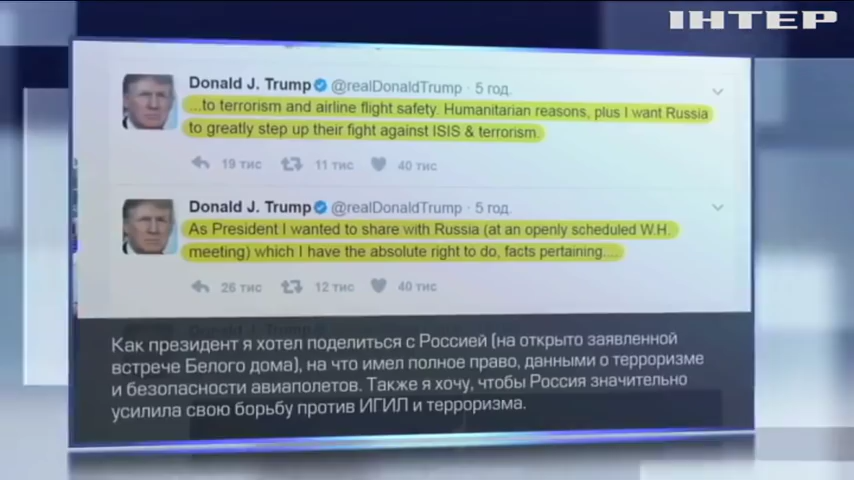 ІНТЕР
Donald J. Trump @realDonaldTrump · 5 год.
...to terrorism and airline flight safety. Humanitarian reasons, plus I want Russia
to greatly step up their fight against ISIS & terrorism.
19 тис 11 тис 40 тис
Donald J. Trump @realDonaldTrump · 5 год.
As President I wanted to share with Russia (at an openly scheduled W.H.
meeting) which I have the absolute right to do, facts pertaining....
26 тис 12 тис 40 тис
Как президент я хотел поделиться с Россией (на открыто заявленной
встрече Белого дома), на что имел полное право, данными о терроризме
и безопасности авиаполетов. Также я хочу, чтобы Россия значительно
усилила свою борьбу против ИГИЛ и терроризма.